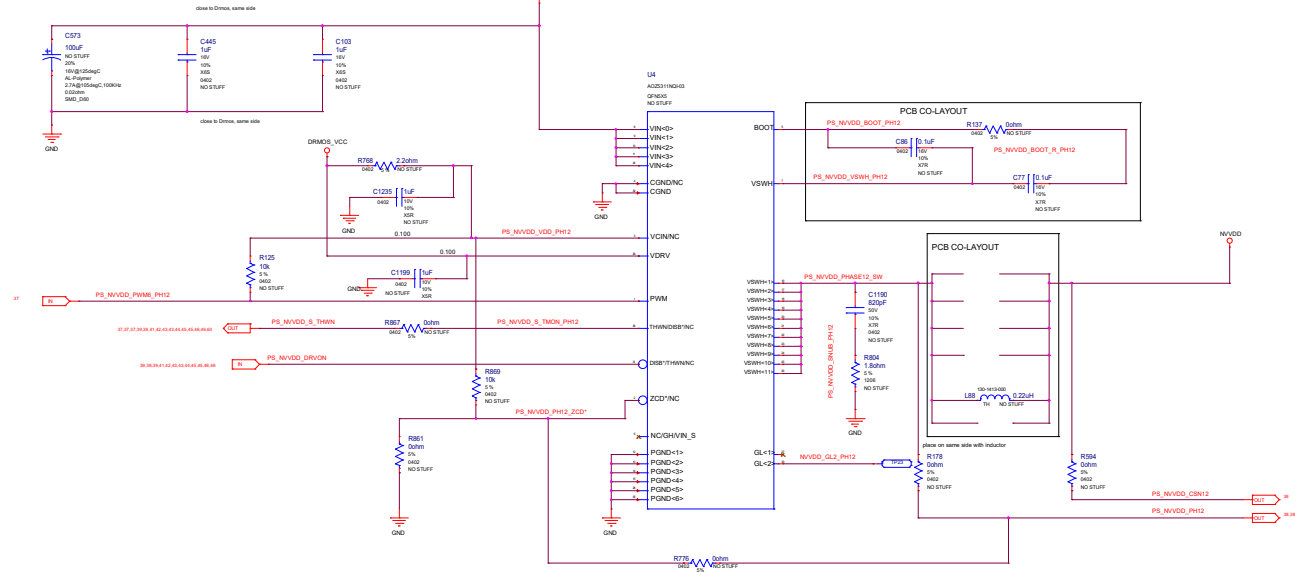 close to Drmos, same side
C573
100uF
NO STUFF
20%
16V@125degC
AL-Polymer
2.7A@105degC,100KHz
0.02ohm
SMD_D60
C445
1uF
16V
10%
X6S
0402
NO STUFF
C103
1uF
16V
10%
X6S
0402
NO STUFF
GND
close to Drmos, same side
U4
AOZ5311NQI-03
QFN5X5
NO STUFF
VIN<0>
VIN<1>
VIN<2>
VIN<3>
VIN<4>
CGND/NC
CGND
VCIN/NC
VDRV
PWM
THWN/DISB*/NC
DISB*/THWN/NC
ZCD*/NC
NC/GH/VIN_S
PGND<1>
PGND<2>
PGND<3>
PGND<4>
PGND<5>
PGND<6>
BOOT
VSWH
VSWH<1>
VSWH<2>
VSWH<3>
VSWH<4>
VSWH<5>
VSWH<6>
VSWH<7>
VSWH<8>
VSWH<9>
VSWH<10>
VSWH<11>
GL<1>
GL<2>
DRMOS_VCC
R768 2.2ohm
0402 5% NO STUFF
C1235 1uF
0402 10V
10%
X5R
NO STUFF
GND
GND
0.100
PS_NVVDD_VDD_PH12
0.100
R125
10k
5%
0402
NO STUFF
C1199 1uF
0402 10V
10%
NO STUFF X5R
GND
37
IN
PS_NVVDD_PWM6_PH12
OUT
PS_NVVDD_S_THWN
R867 0ohm
0402 5% NO STUFF
PS_NVVDD_S_TMON_PH12
IN
PS_NVVDD_DRVON
R869
10k
5%
0402
NO STUFF
PS_NVVDD_PH12_ZCD*
R861
0ohm
5%
0402
NO STUFF
GND
GND
PCB CO-LAYOUT
PS_NVVDD_BOOT_PH12
R137 0ohm
0402 5% NO STUFF
C86 0.1uF
0402 16V
10%
X7R
NO STUFF
PS_NVVDD_BOOT_R_PH12
PS_NVVDD_VSWH_PH12
C77 0.1uF
0402 16V
10%
X7R
NO STUFF
PCB CO-LAYOUT
NVVDD
PS_NVVDD_PHASE12_SW
C1190
820pF
50V
10%
X7R
0402
NO STUFF
PS_NVVDD_SNUB_PH12
R804
1.8ohm
5%
1206
NO STUFF
GND
130-1413-000
L88 0.22uH
TH NO STUFF
place on same side with inductor
NVVDD_GL2_PH12
TP23
R178
0ohm
5%
0402
NO STUFF
R594
0ohm
5%
0402
NO STUFF
PS_NVVDD_CSN12
OUT
PS_NVVDD_PH12
OUT
R776 0ohm
0402 5% NO STUFF